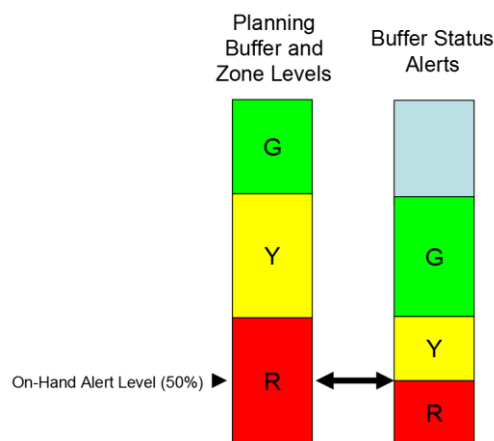 Planning
Buffer and
Zone Levels
Buffer Status
Alerts
G
Y
R
G
Y
R
On-Hand Alert Level (50%)